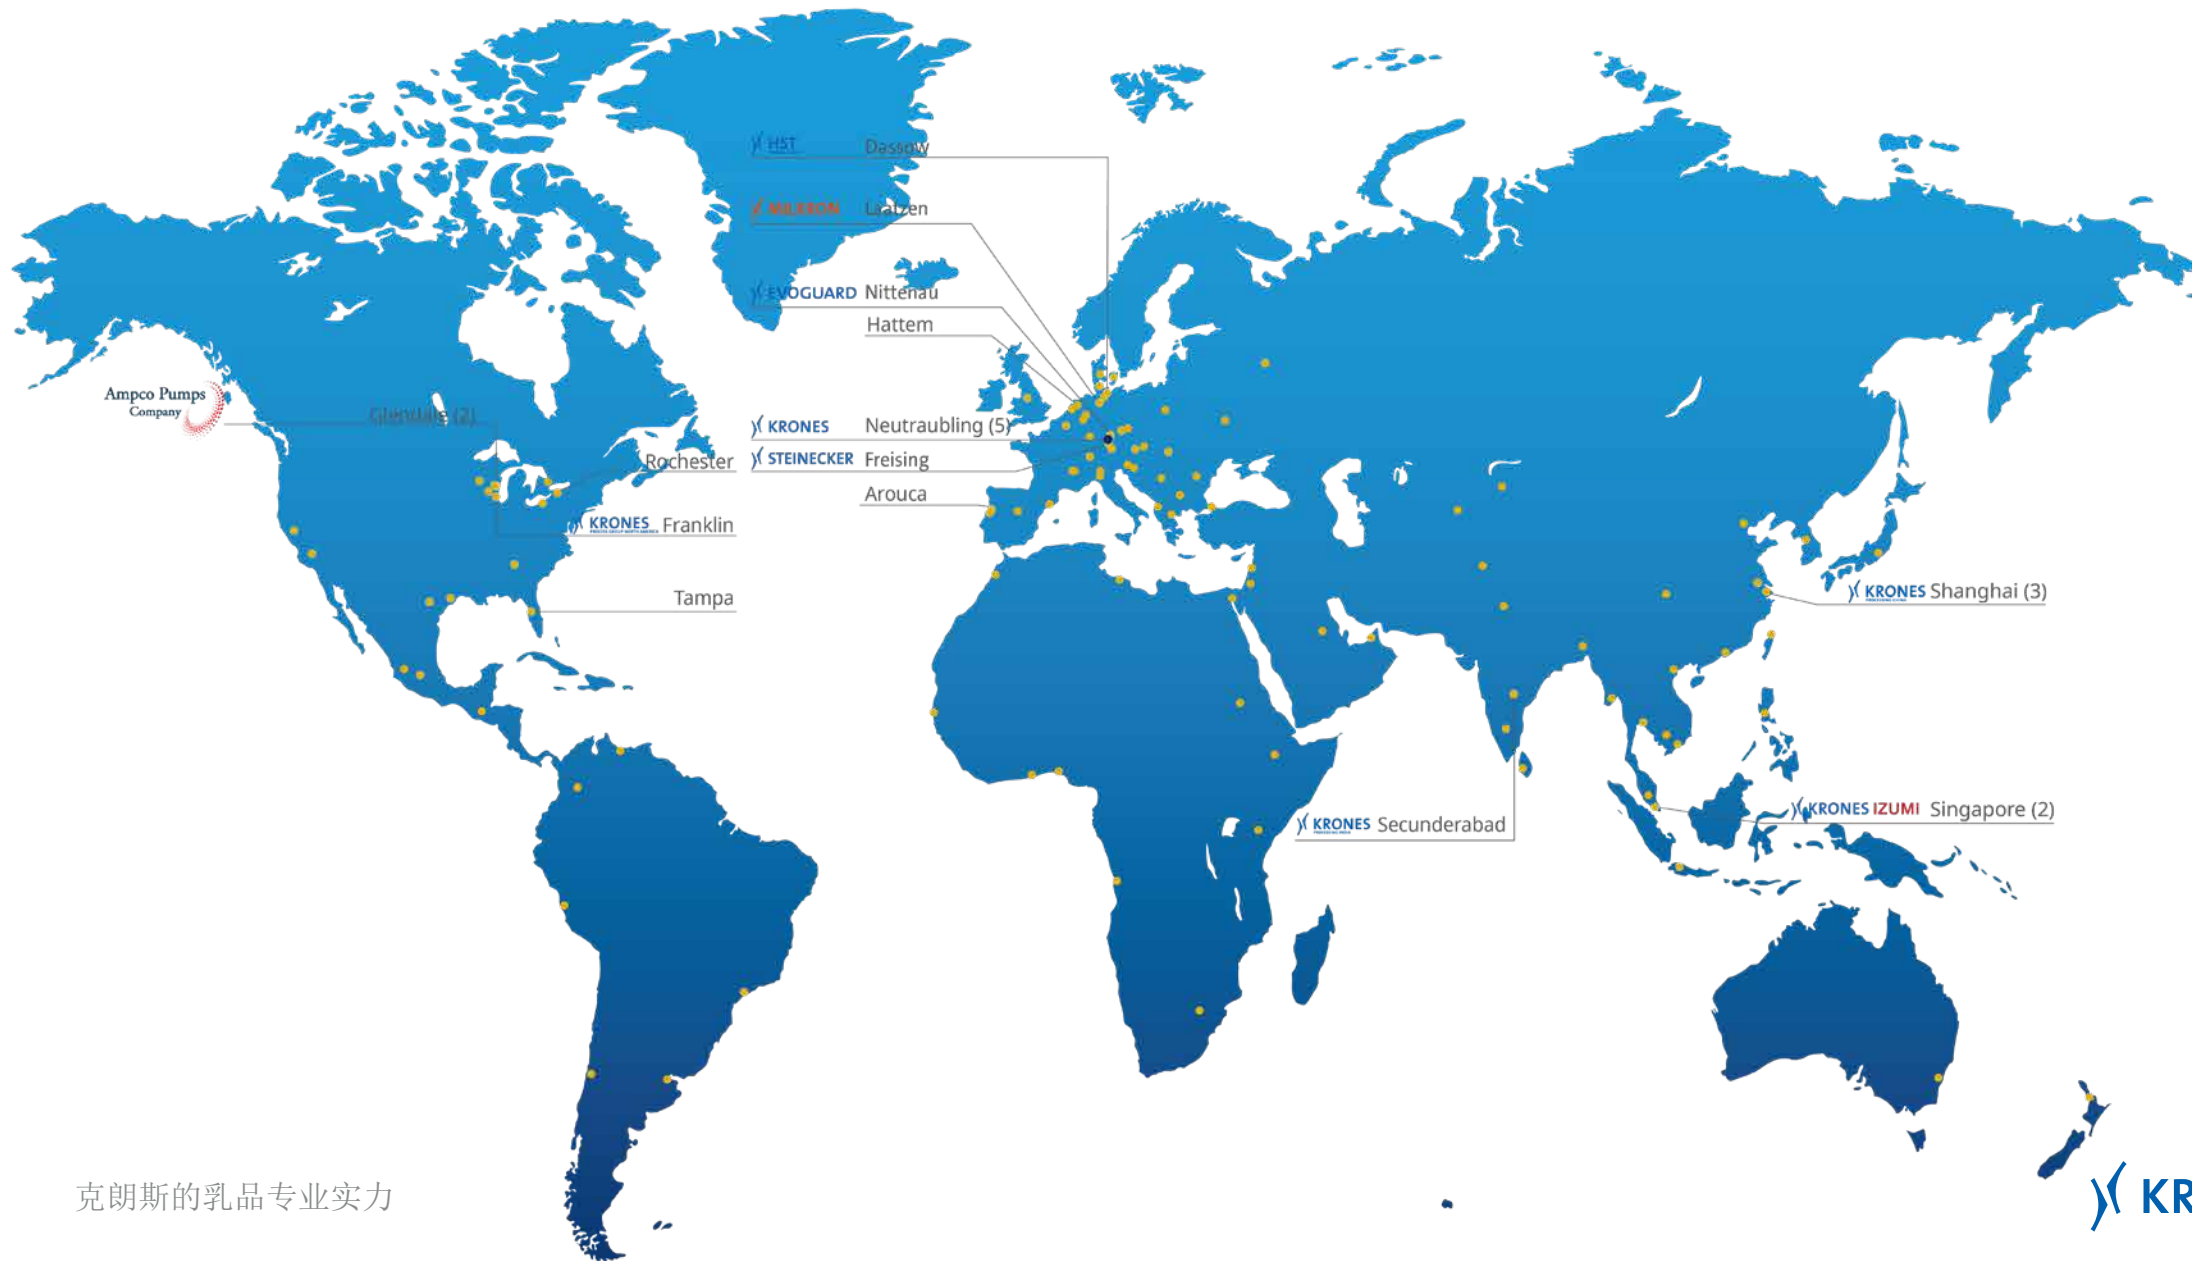 HST Dassow
MILKRON Laatzen
EVOGUARD Nittenau
Hattem
Ampco Pumps
Company
Glendale (2)
KRONES Neutraubling (5)
STEINECKER Freising
Rochester
Arouca
KRONES Franklin
Tampa
KRONES Shanghai (3)
KRONES IZUMI Singapore (2)
KRONES Secunderabad
克朗斯的乳品专业实力
KR